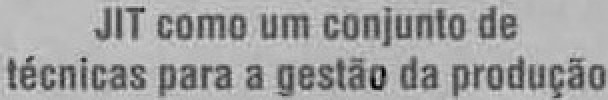 JIT como um conjunto de
técnicas para a gestão da produção